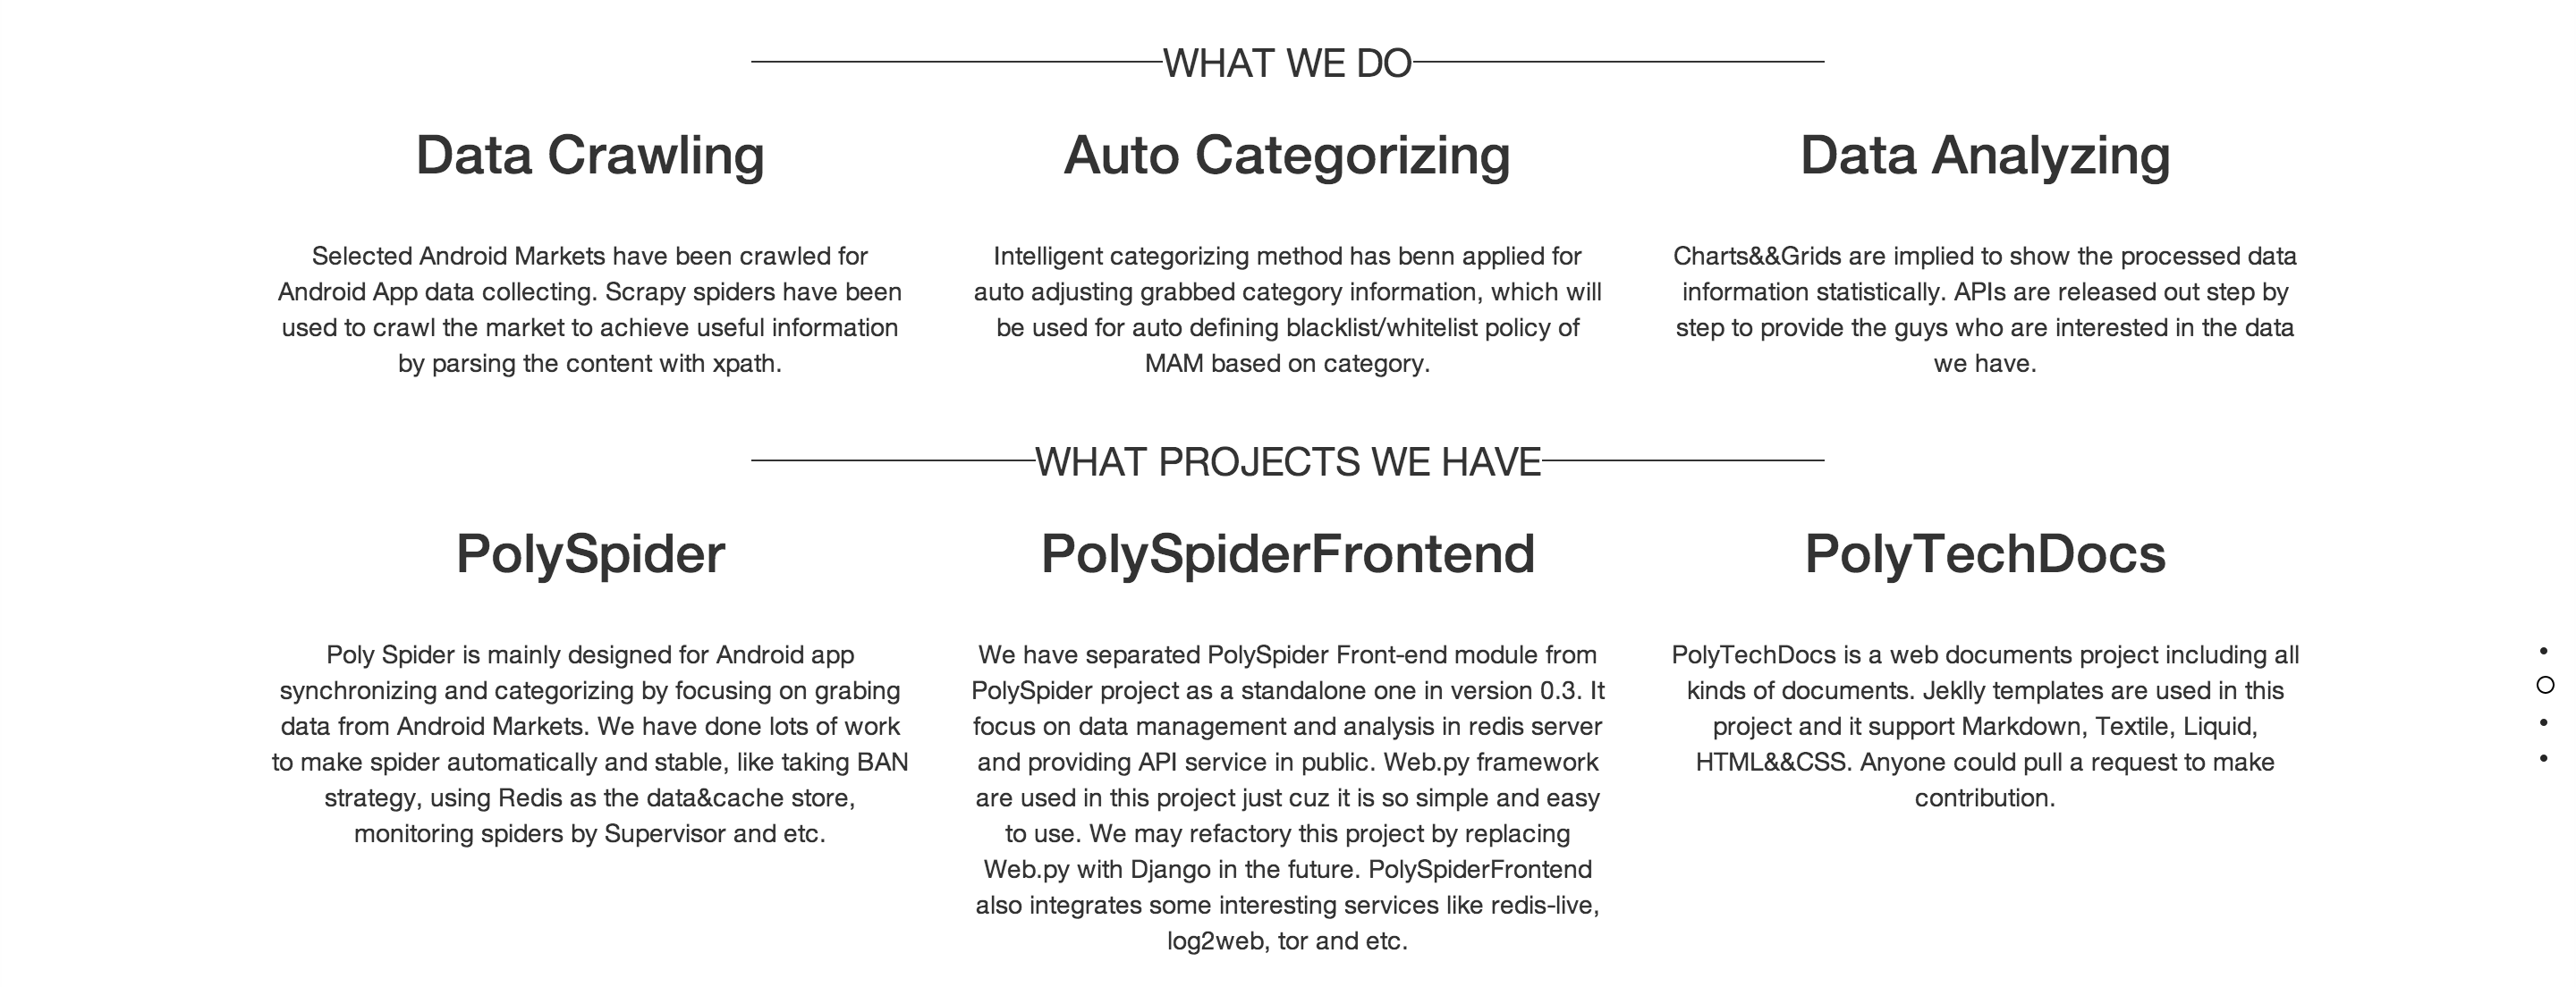 WHAT WE DO
Data Crawling
Selected Android Markets have been crawled for
Android App data collecting. Scrapy spiders have been
used to crawl the market to achieve useful information
by parsing the content with xpath.
Auto Categorizing
Intelligent categorizing method has benn applied for
auto adjusting grabbed category information, which will
be used for auto defining blacklist/whitelist policy of
MAM based on category.
Data Analyzing
Charts&&Grids are implied to show the processed data
information statistically. APIs are released out step by
step to provide the guys who are interested in the data
we have.
WHAT PROJECTS WE HAVE
PolySpider
Poly Spider is mainly designed for Android app
synchronizing and categorizing by focusing on grabing
data from Android Markets. We have done lots of work
to make spider automatically and stable, like taking BAN
strategy, using Redis as the data&cache store,
monitoring spiders by Supervisor and etc.
PolySpiderFrontend
We have separated PolySpider Front-end module from
PolySpider project as a standalone one in version 0.3. It
focus on data management and analysis in redis server
and providing API service in public. Web.py framework
are used in this project just cuz it is so simple and easy
to use. We may refactory this project by replacing
Web.py with Django in the future. PolySpiderFrontend
also integrates some interesting services like redis-live,
log2web, tor and etc.
PolyTechDocs
PolyTechDocs is a web documents project including all
kinds of documents. Jeklly templates are used in this
project and it support Markdown, Textile, Liquid,
HTML&&CSS. Anyone could pull a request to make
contribution.